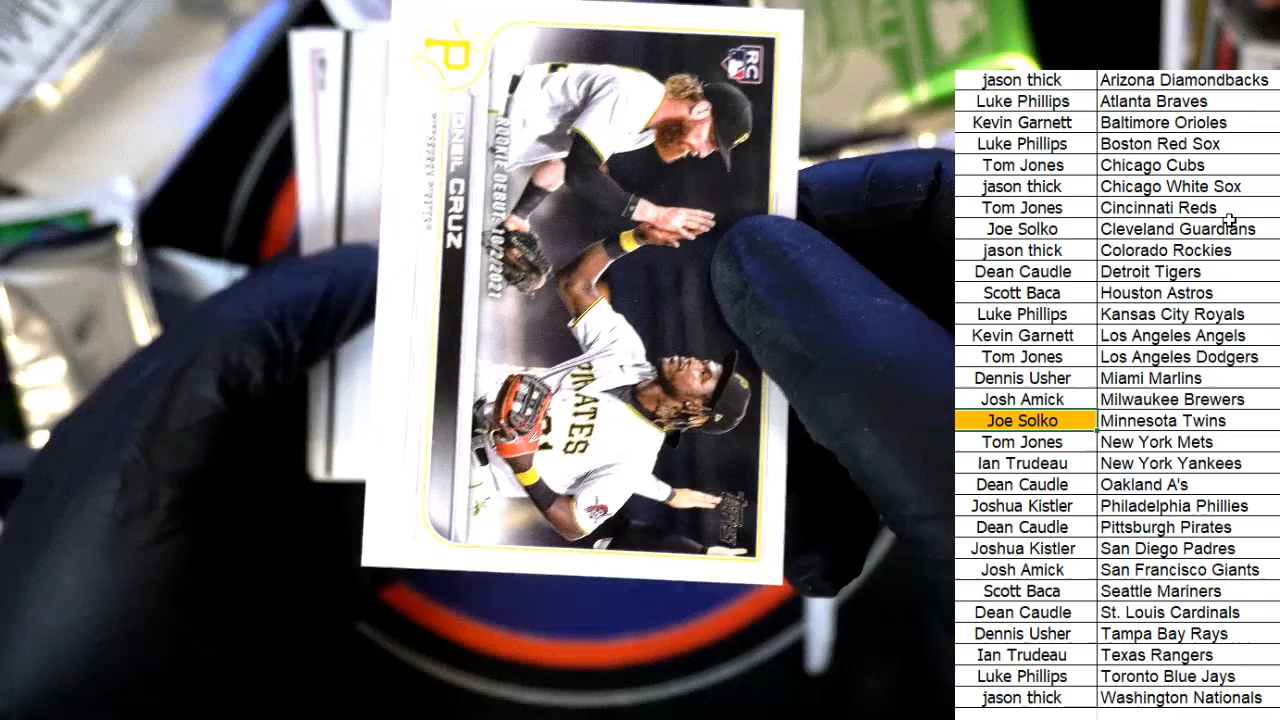 P
RC
ROOKIE DEBUT: 10/2/2021
ONEIL CRUZ
PIRATES
Topps
jason thick Arizona Diamondbacks
Luke Phillips Atlanta Braves
Kevin Garnett Baltimore Orioles
Luke Phillips Boston Red Sox
Tom Jones Chicago Cubs
jason thick Chicago White Sox
Tom Jones Cincinnati Reds
Joe Solko Cleveland Guardians
jason thick Colorado Rockies
Dean Caudle Detroit Tigers
Scott Baca Houston Astros
Luke Phillips Kansas City Royals
Kevin Garnett Los Angeles Angels
Tom Jones Los Angeles Dodgers
Dennis Usher Miami Marlins
Josh Amick Milwaukee Brewers
Joe Solko Minnesota Twins
Tom Jones New York Mets
Ian Trudeau New York Yankees
Dean Caudle Oakland A's
Joshua Kistler Philadelphia Phillies
Dean Caudle Pittsburgh Pirates
Joshua Kistler San Diego Padres
Josh Amick San Francisco Giants
Scott Baca Seattle Mariners
Dean Caudle St. Louis Cardinals
Dennis Usher Tampa Bay Rays
Ian Trudeau Texas Rangers
Luke Phillips Toronto Blue Jays
jason thick Washington Nationals